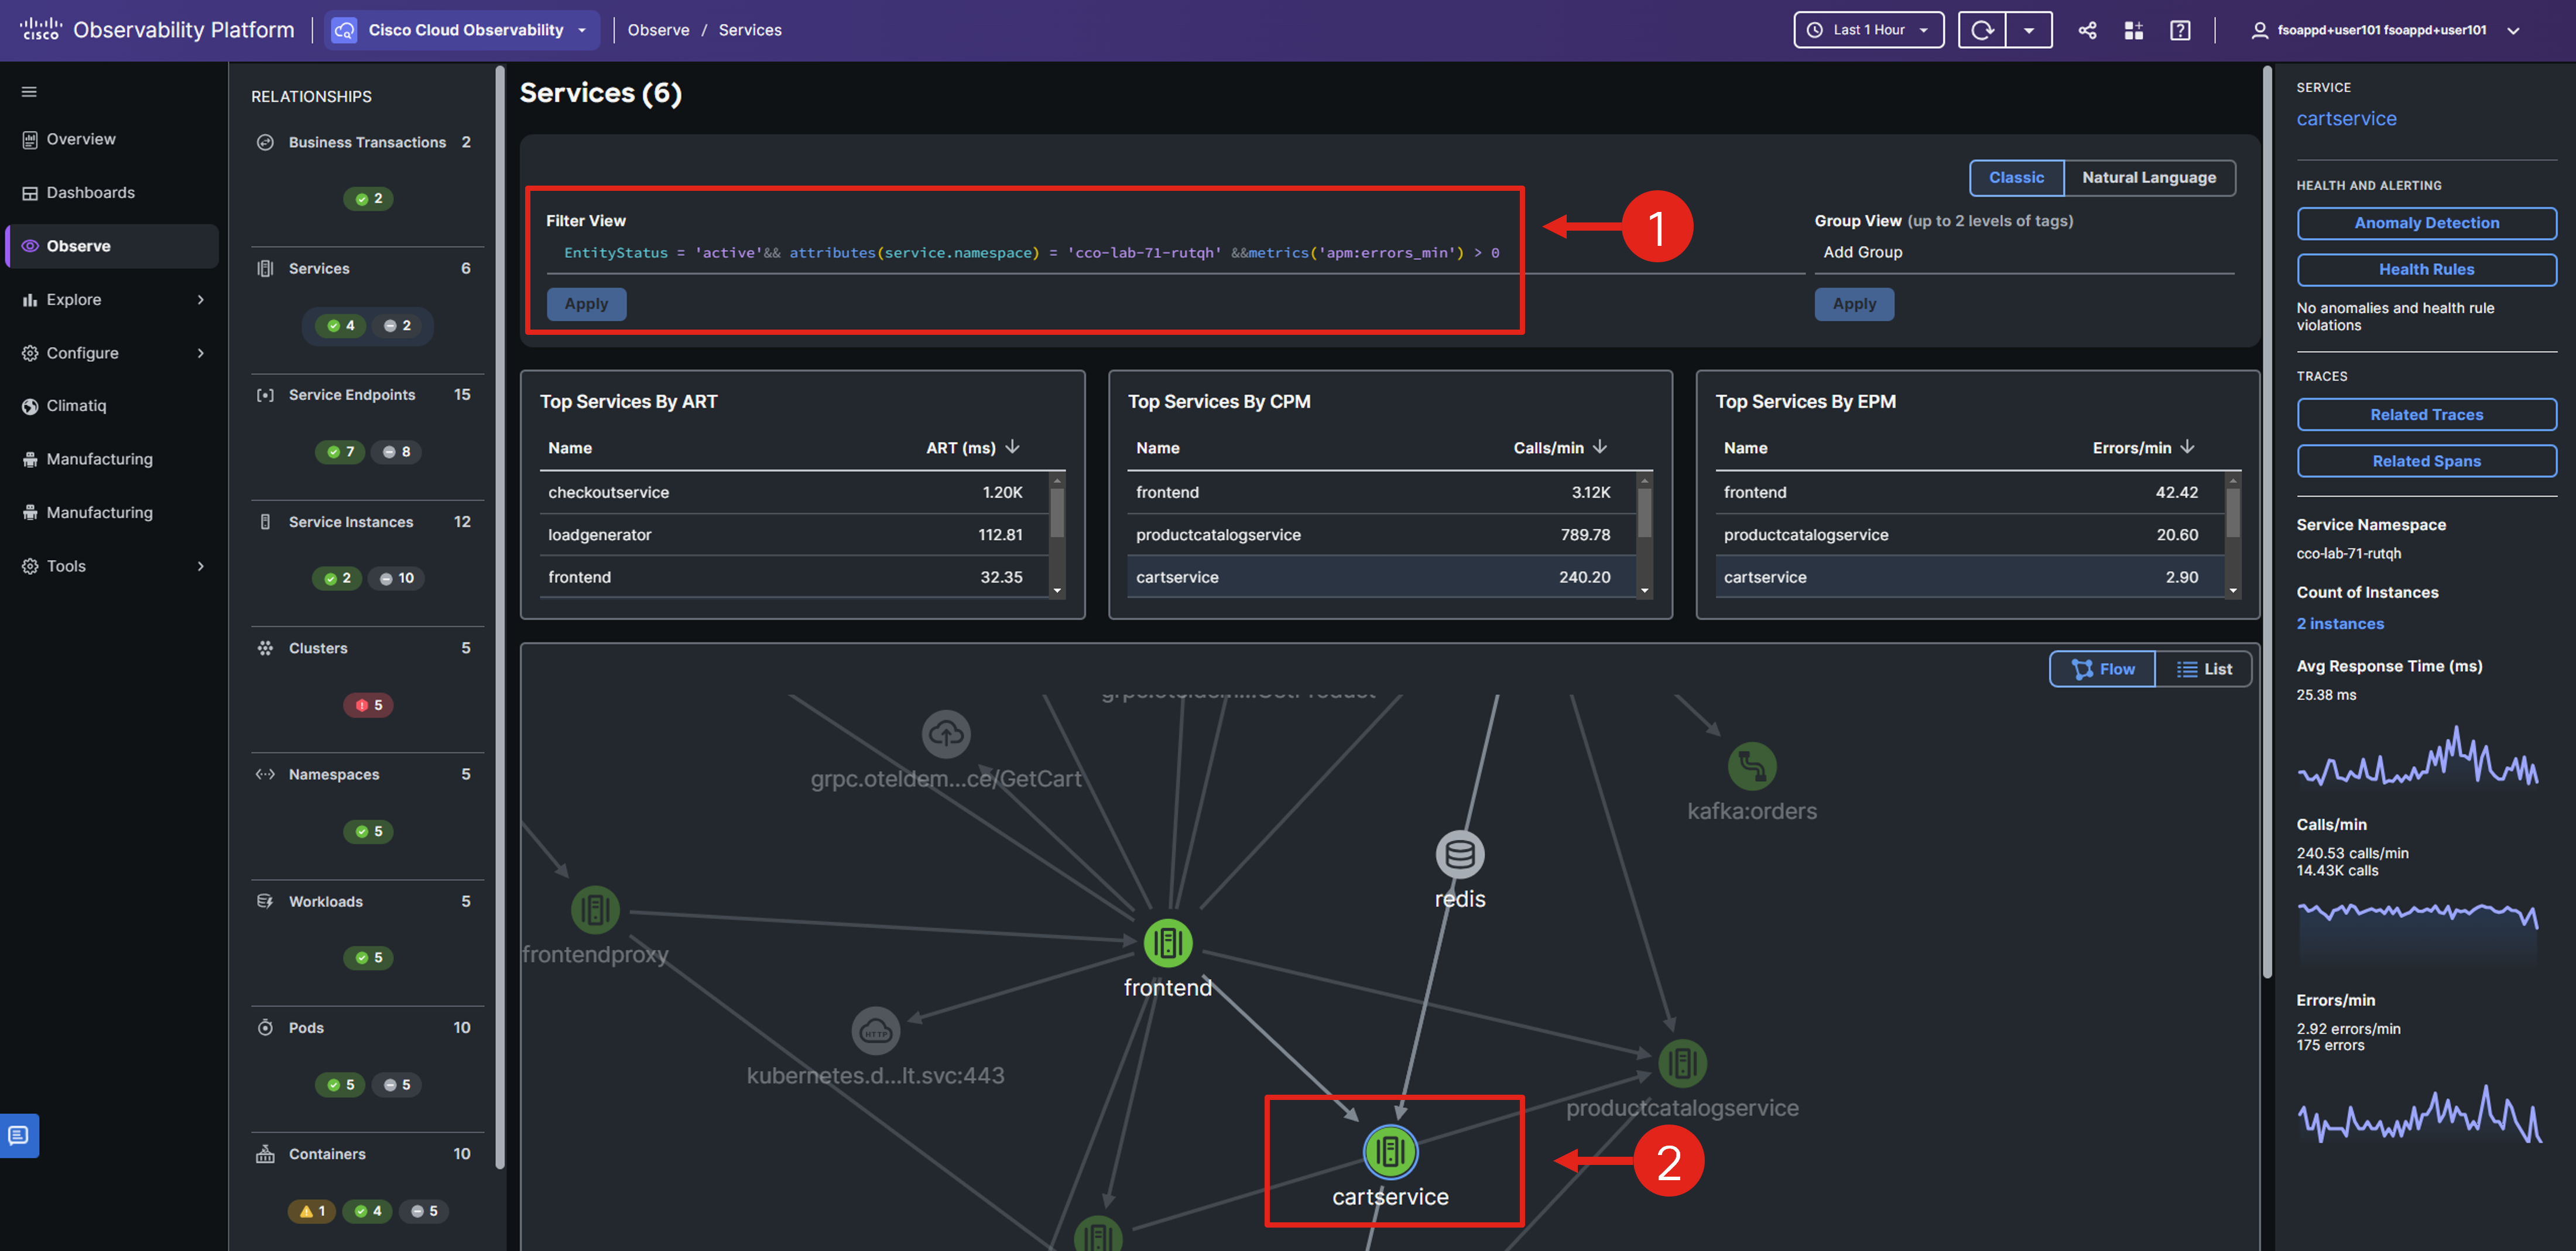 cisco Observability Platform
Cisco Cloud Observability
Observe / Services
Last 1 Hour
fsoappd+user101 fsoappd+user101
Overview
Dashboards
Observe
Explore
Configure
Climatiq
Manufacturing
Manufacturing
Tools
RELATIONSHIPS
Business Transactions 2
2
Services 6
4 2
Service Endpoints 15
7 8
Service Instances 12
2 10
Clusters 5
5
Namespaces 5
5
Workloads 5
5
Pods 10
5 5
Containers 10
1 4 5
Services (6)
Classic Natural Language
Filter View
EntityStatus = 'active'&& attributes(service.namespace) = 'cco-lab-71-rutqh' &&metrics('apm:errors_min') > 0
Apply
1
Group View (up to 2 levels of tags)
Add Group
Apply
Top Services By ART
Name ART (ms)
checkoutservice 1.20K
loadgenerator 112.81
frontend 32.35
Top Services By CPM
Name Calls/min
frontend 3.12K
productcatalogservice 789.78
cartservice 240.20
Top Services By EPM
Name Errors/min
frontend 42.42
productcatalogservice 20.60
cartservice 2.90
Flow List
grpc.oteldem...GetProduct
grpc.oteldem...ce/GetCart
kafka:orders
redis
frontendproxy
frontend
HTTP
kubernetes.d...lt.svc:443
productcatalogservice
cartservice
2
SERVICE
cartservice
HEALTH AND ALERTING
Anomaly Detection
Health Rules
No anomalies and health rule
violations
TRACES
Related Traces
Related Spans
Service Namespace
cco-lab-71-rutqh
Count of Instances
2 instances
Avg Response Time (ms)
25.38 ms
Calls/min
240.53 calls/min
14.43K calls
Errors/min
2.92 errors/min
175 errors